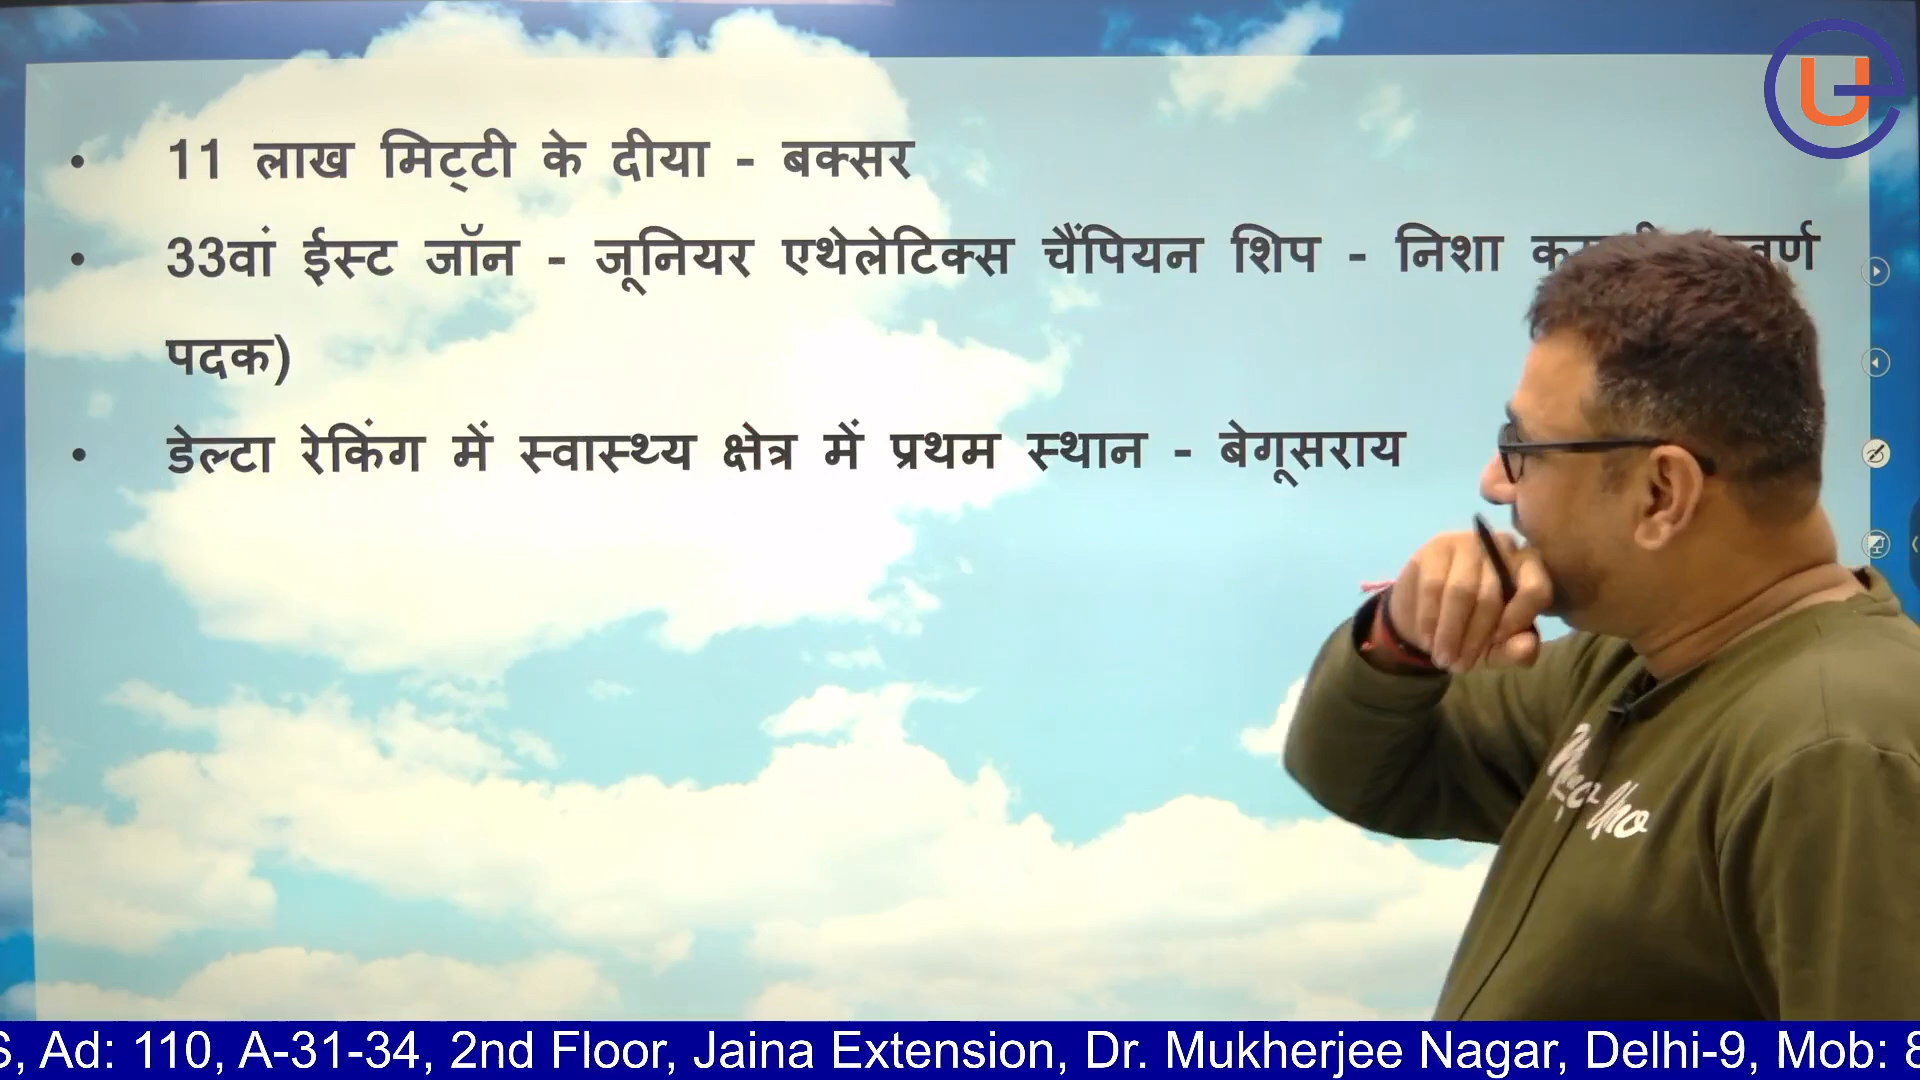 11 लाख मिट्टी के दीया - बक्सर
33वां ईस्ट जॉन - जूनियर एथेलेटिक्स चैंपियन शिप - निशा
पदक)
डेल्टा रेकिंग में स्वास्थ्य क्षेत्र में प्रथम स्थान - बेगूसराय
S, Ad: 110, A-31-34, 2nd Floor, Jaina Extension, Dr. Mukherjee Nagar, Delhi-9, Mob: 8